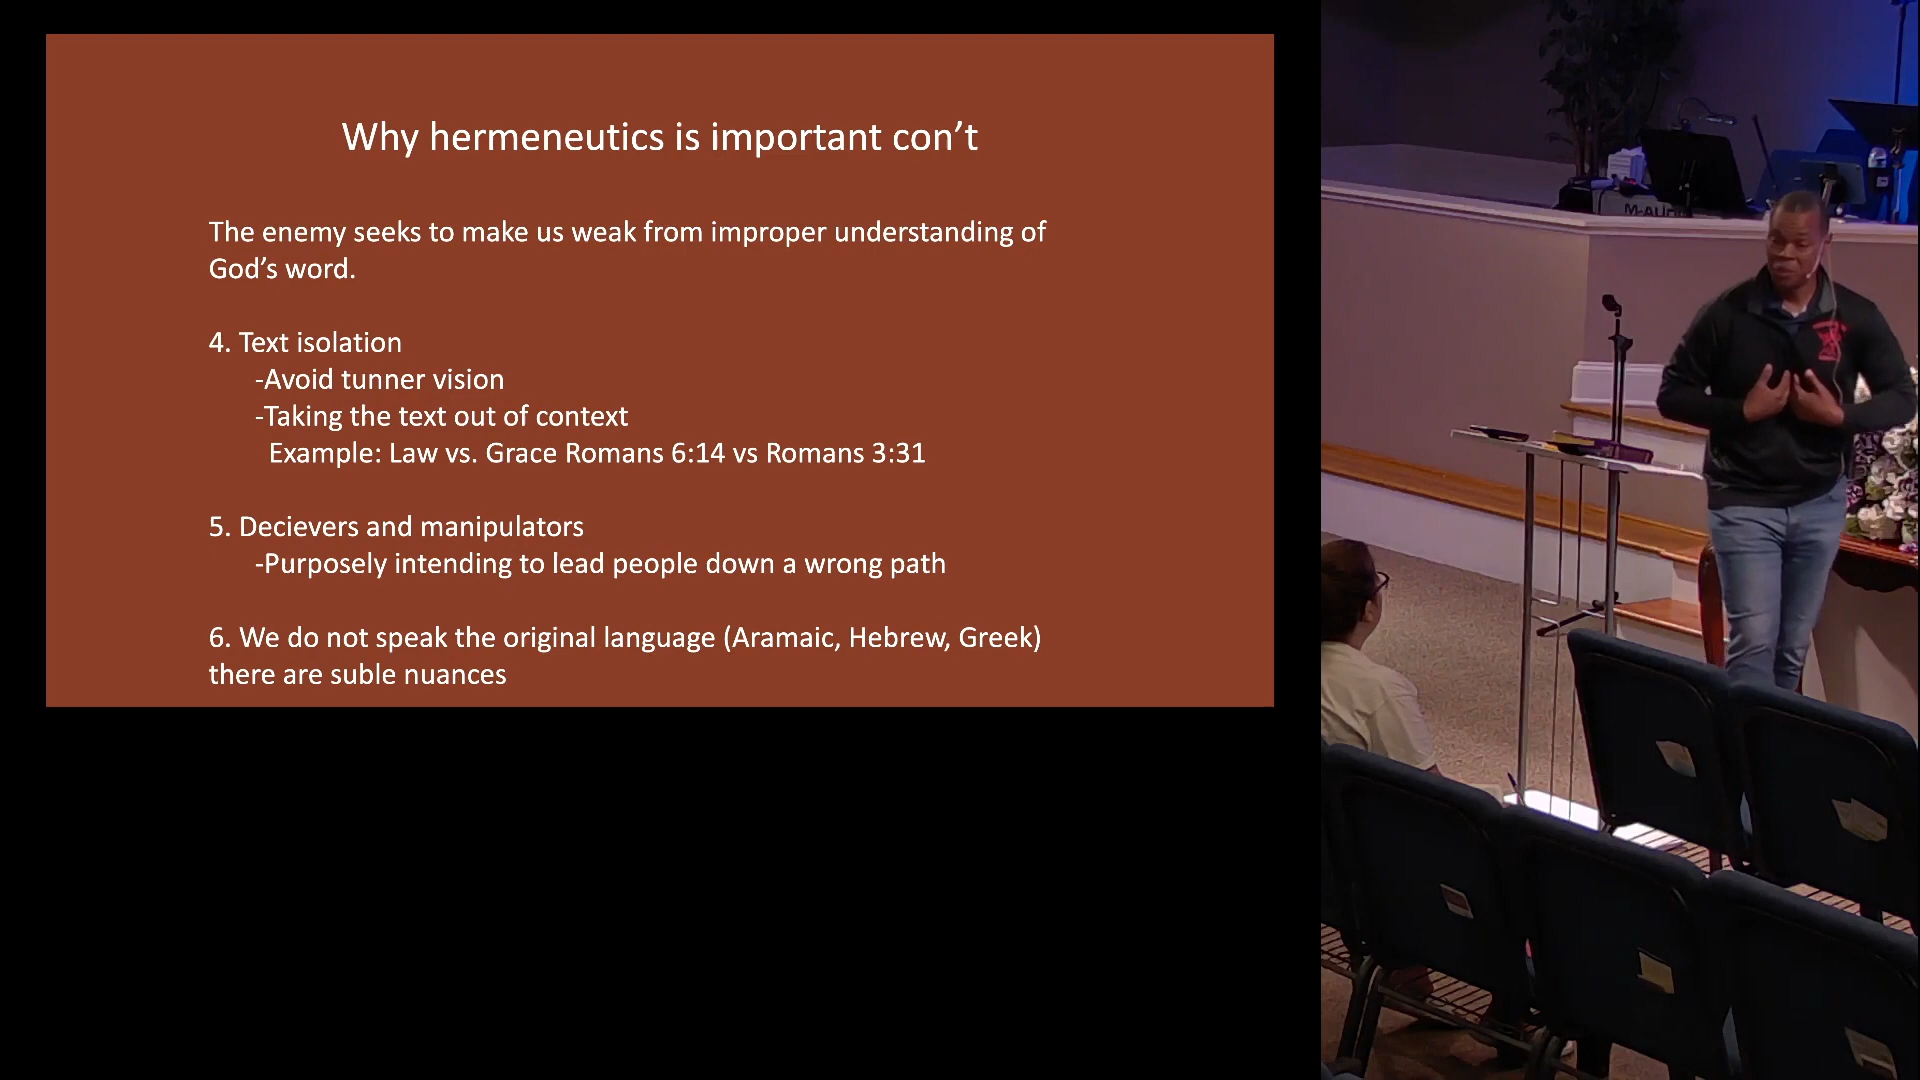 Why hermeneutics is important con’t
The enemy seeks to make us weak from improper understanding of
God’s word.
4. Text isolation
-Avoid tunner vision
-Taking the text out of context
Example: Law vs. Grace Romans 6:14 vs Romans 3:31
5. Decievers and manipulators
-Purposely intending to lead people down a wrong path
6. We do not speak the original language (Aramaic, Hebrew, Greek)
there are suble nuances
M-AUDIO